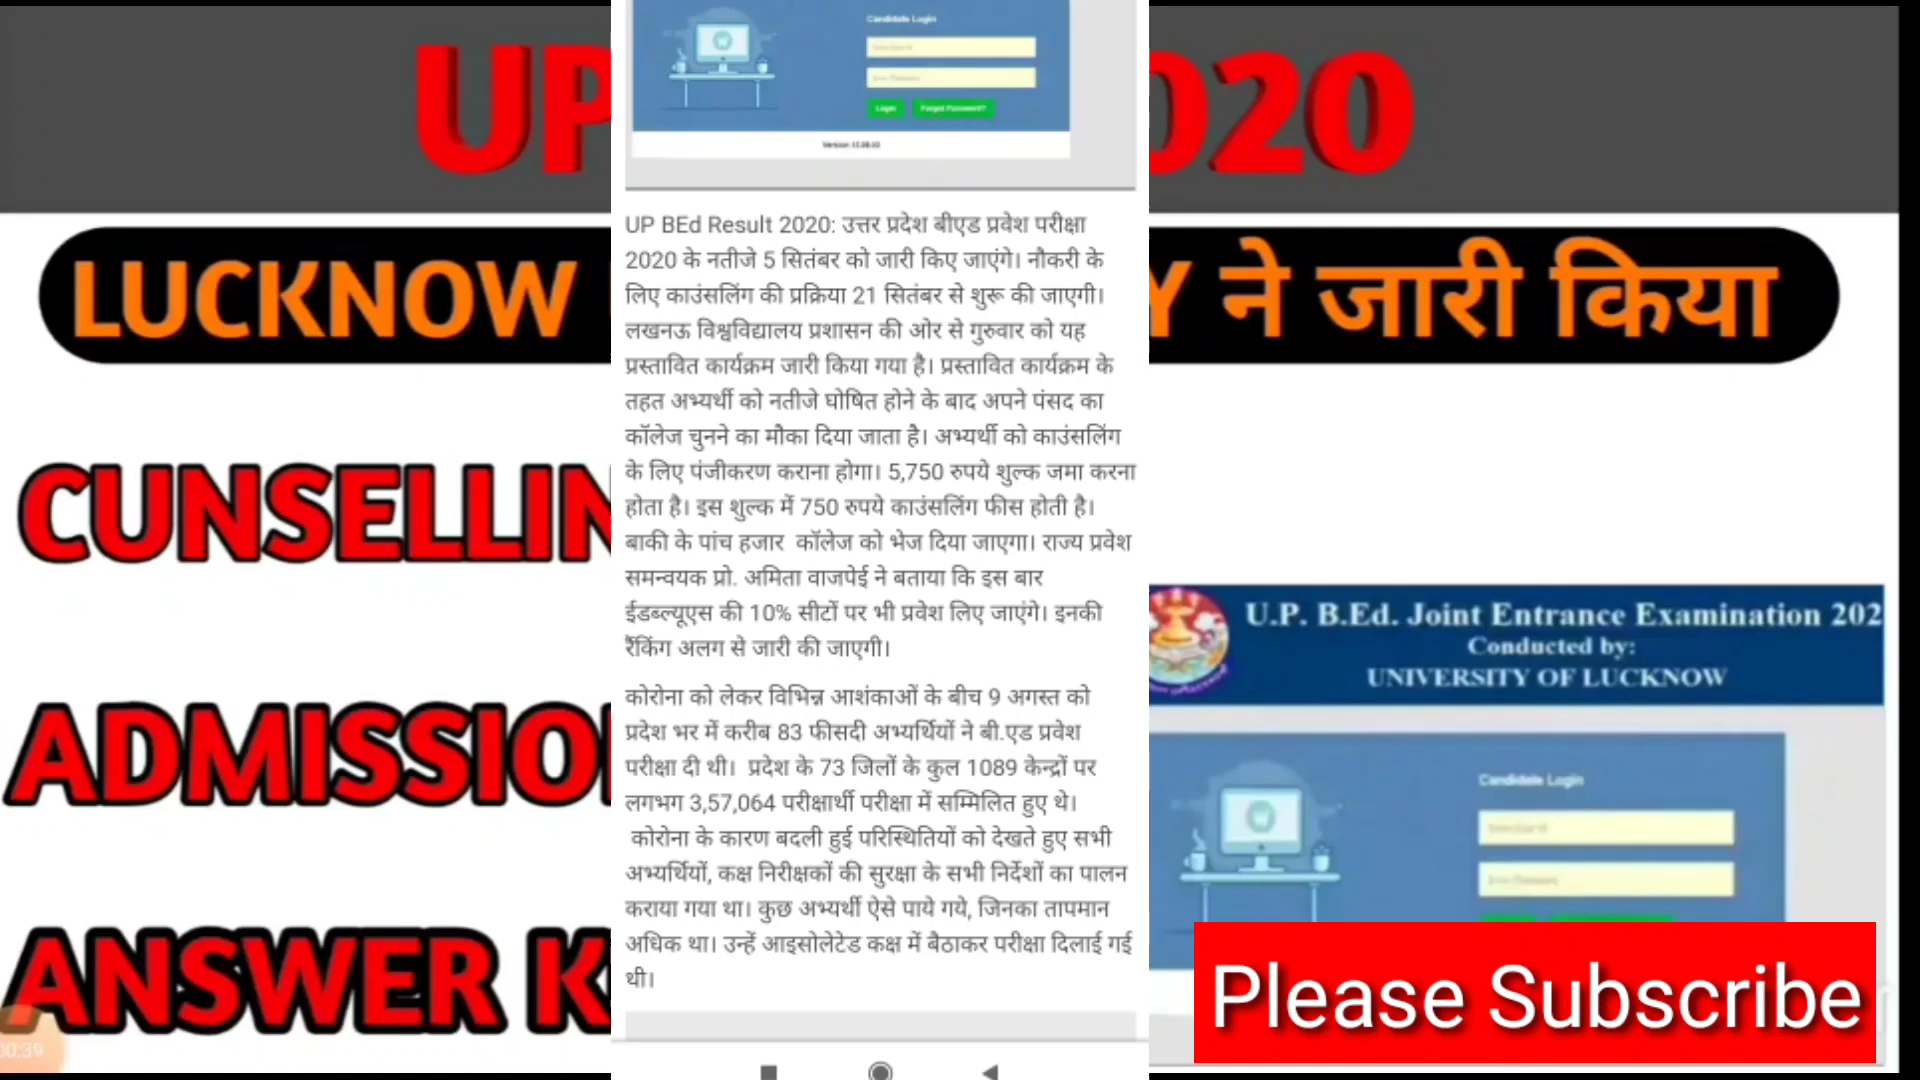 UP
020
LUCKNOW
Y ने जारी किया
CUNSELLIN
ADMISSIO
ANSWER K
00:39
Candidate Login
Login
Forgot Password?
UP BEd Result 2020: उत्तर प्रदेश बीएड प्रवेश परीक्षा
2020 के नतीजे 5 सितंबर को जारी किए जाएंगे। नौकरी के
लिए काउंसलिंग की प्रक्रिया 21 सितंबर से शुरू की जाएगी।
लखनऊ विश्वविद्यालय प्रशासन की ओर से गुरुवार को यह
प्रस्तावित कार्यक्रम जारी किया गया है। प्रस्तावित कार्यक्रम के
तहत अभ्यर्थी को नतीजे घोषित होने के बाद अपने पंसद का
कॉलेज चुनने का मौका दिया जाता है। अभ्यर्थी को काउंसलिंग
के लिए पंजीकरण कराना होगा। 5,750 रुपये शुल्क जमा करना
होता है। इस शुल्क में 750 रुपये काउंसलिंग फीस होती है।
बाकी के पांच हजार कॉलेज को भेज दिया जाएगा। राज्य प्रवेश
समन्वयक प्रो. अमिता वाजपेई ने बताया कि इस बार
ईडब्ल्यूएस की 10% सीटों पर भी प्रवेश लिए जाएंगे। इनकी
रैंकिंग अलग से जारी की जाएगी।
कोरोना को लेकर विभिन्न आशंकाओं के बीच 9 अगस्त को
प्रदेश भर में करीब 83 फीसदी अभ्यर्थियों ने बी.एड प्रवेश
परीक्षा दी थी। प्रदेश के 73 जिलों के कुल 1089 केन्द्रों पर
लगभग 3,57,064 परीक्षार्थी परीक्षा में सम्मिलित हुए थे।
कोरोना के कारण बदली हुई परिस्थितियों को देखते हुए सभी
अभ्यर्थियों, कक्ष निरीक्षकों की सुरक्षा के सभी निर्देशों का पालन
कराया गया था। कुछ अभ्यर्थी ऐसे पाये गये, जिनका तापमान
अधिक था। उन्हें आइसोलेटेड कक्ष में बैठाकर परीक्षा दिलाई गई
थी।
U.P. B.Ed. Joint Entrance Examination 202
Conducted by:
UNIVERSITY OF LUCKNOW
Candidate Login
Please Subscribe